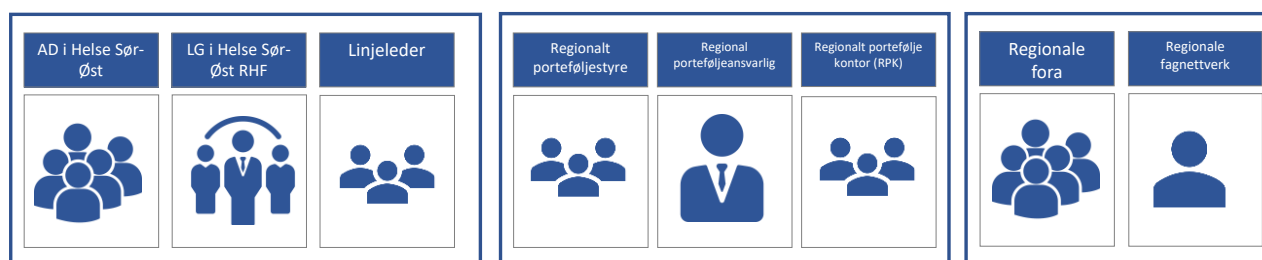 AD i Helse Sør-
Øst
LG i Helse Sør-
Øst RHF
Linjeleder
Regionalt
porteføljestyre
Regional
porteføljeansvarlig
Regionalt portefølje
kontor (RPK)
Regionale
fora
Regionale
fagnettverk